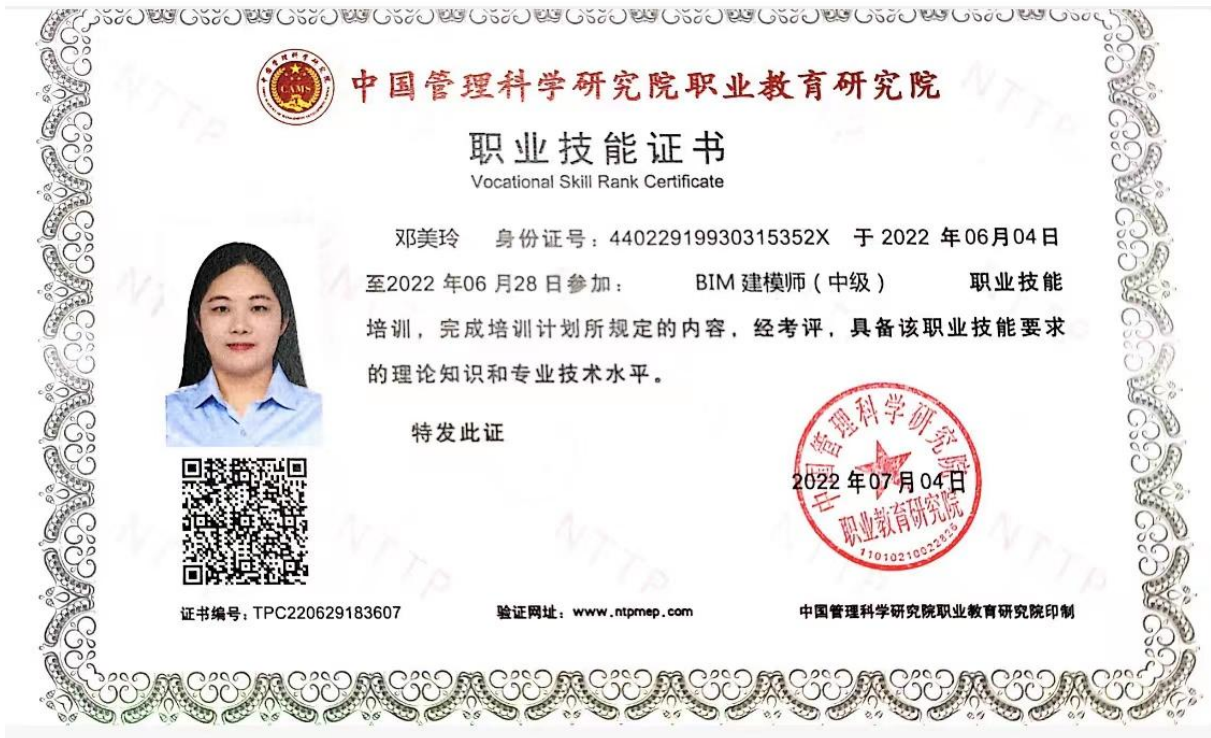 中国管理科学研究院职业教育研究院
职业技能证书
Vocational Skill Rank Certificate
邓美玲 身份证号：44022919930315352X 于 2022 年06月04日
至2022 年06 月28 日参加： BIM 建模师（中级） 职业技能
培训，完成培训计划所规定的内容，经考评，具备该职业技能要求
的理论知识和专业技术水平。
特发此证
中国管理科学研究院
2022 年07月04日
职业教育研究院
11010210022826
证书编号：TPC220629183607
验证网址：www.ntpmep.com
中国管理科学研究院职业教育研究院印制
CAMS
NTTP